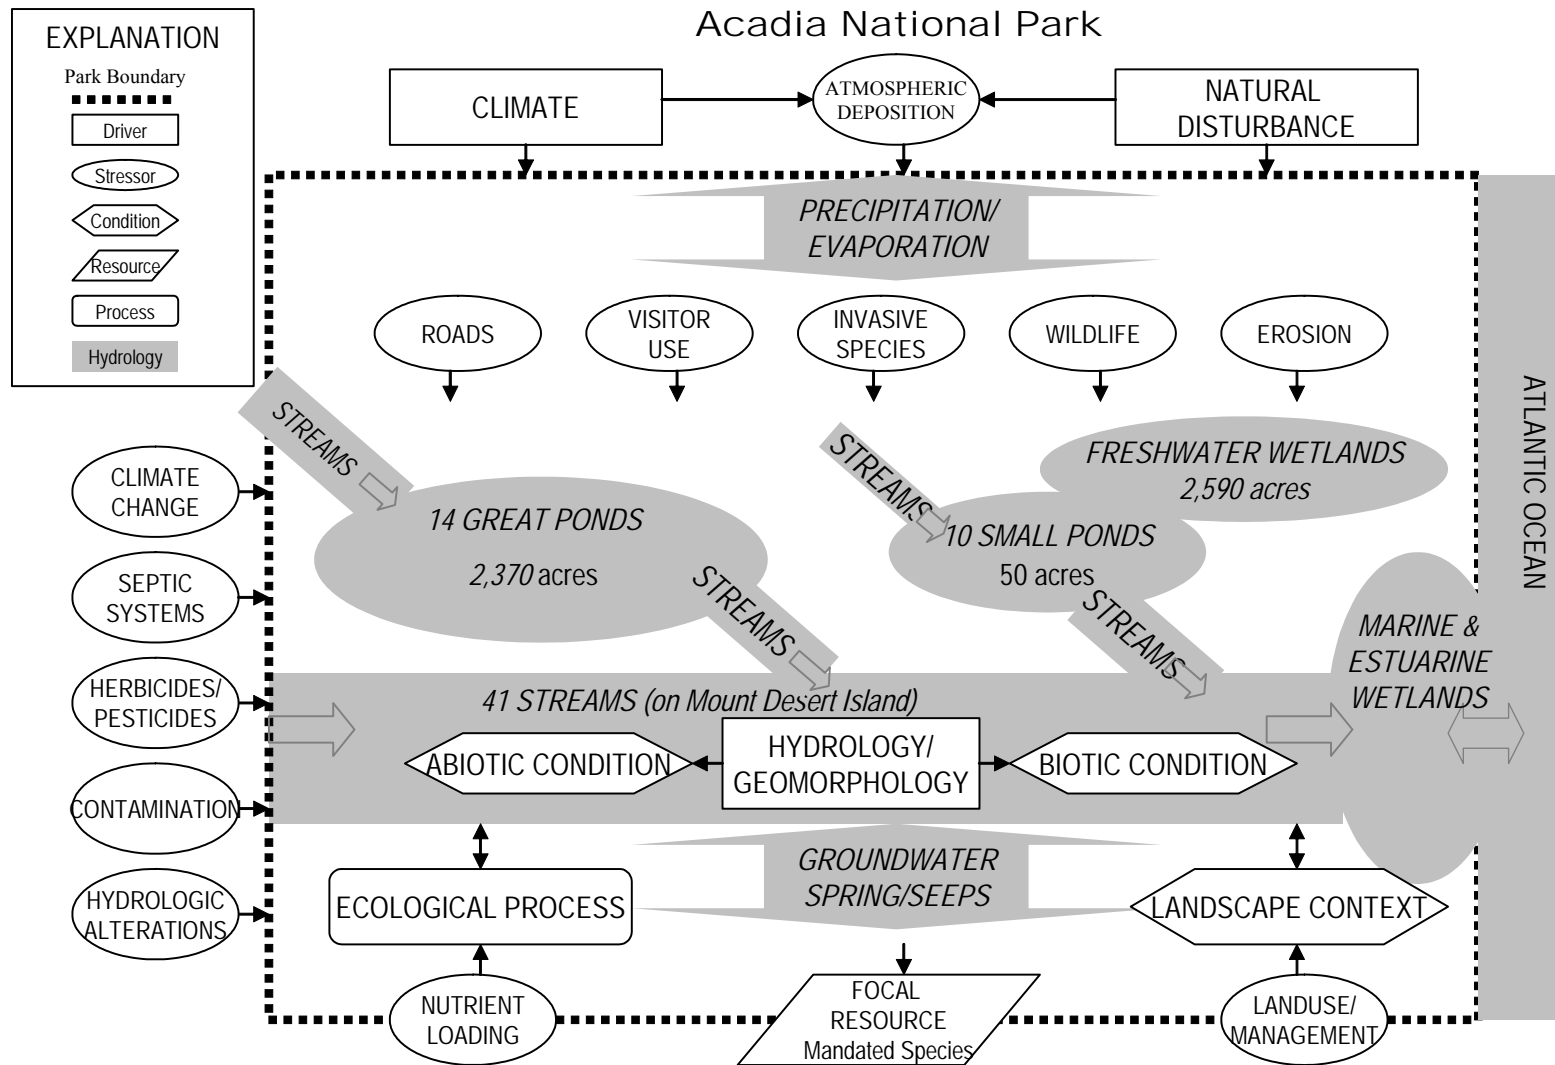 Acadia National Park
EXPLANATION
Park Boundary
Driver
Stressor
Condition
Resource
Process
Hydrology
CLIMATE
ATMOSPHERIC
DEPOSITION
NATURAL
DISTURBANCE
PRECIPITATION/
EVAPORATION
ROADS
VISITOR
USE
INVASIVE
SPECIES
WILDLIFE
EROSION
STREAMS
STREAMS
FRESHWATER WETLANDS
2,590 acres
ATLANTIC OCEAN
CLIMATE
CHANGE
14 GREAT PONDS
2,370 acres
10 SMALL PONDS
50 acres
SEPTIC
SYSTEMS
STREAMS
STREAMS
MARINE &
ESTUARINE
WETLANDS
HERBICIDES/
PESTICIDES
41 STREAMS (on Mount Desert Island)
ABIOTIC CONDITION
HYDROLOGY/
GEOMORPHOLOGY
BIOTIC CONDITION
CONTAMINATION
GROUNDWATER
SPRING/SEEPS
HYDROLOGIC
ALTERATIONS
ECOLOGICAL PROCESS
LANDSCAPE CONTEXT
NUTRIENT
LOADING
FOCAL
RESOURCE
Mandated Species
LANDUSE/
MANAGEMENT